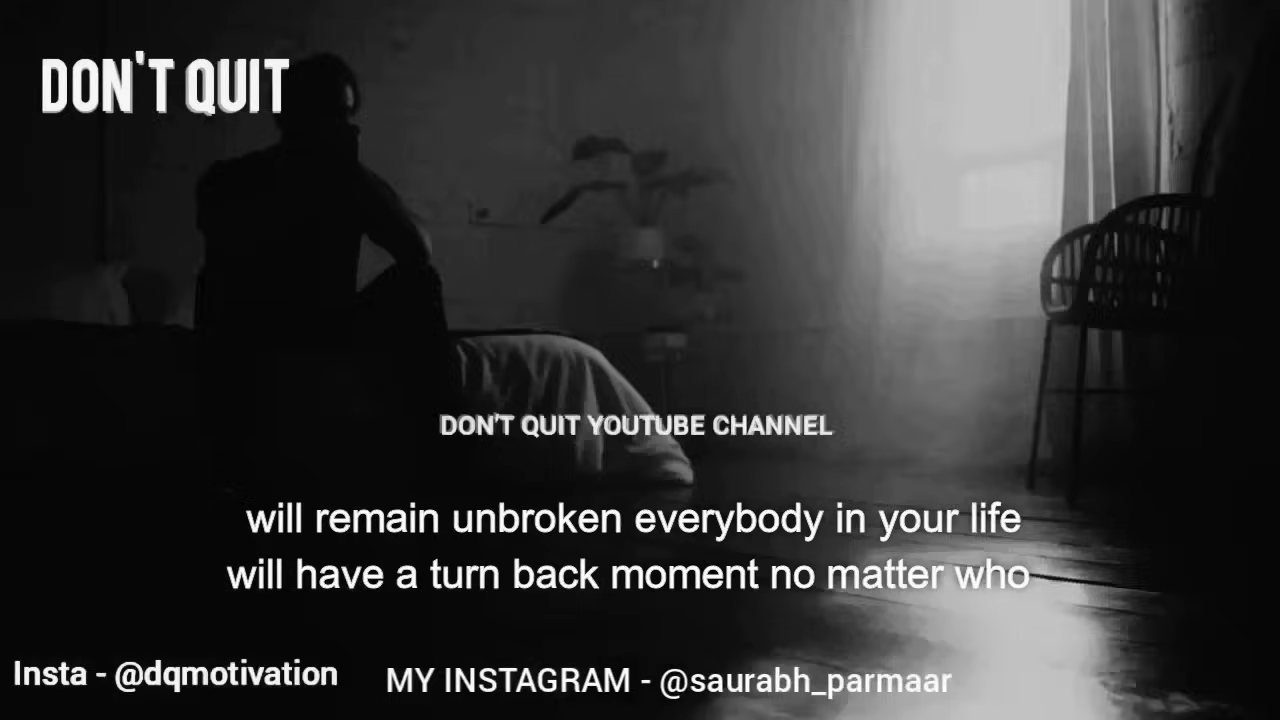 DON'T QUIT
DON'T QUIT YOUTUBE CHANNEL
will remain unbroken everybody in your life
will have a turn back moment no matter who
Insta - @dqmotivation
MY INSTAGRAM - @saurabh_parmaar